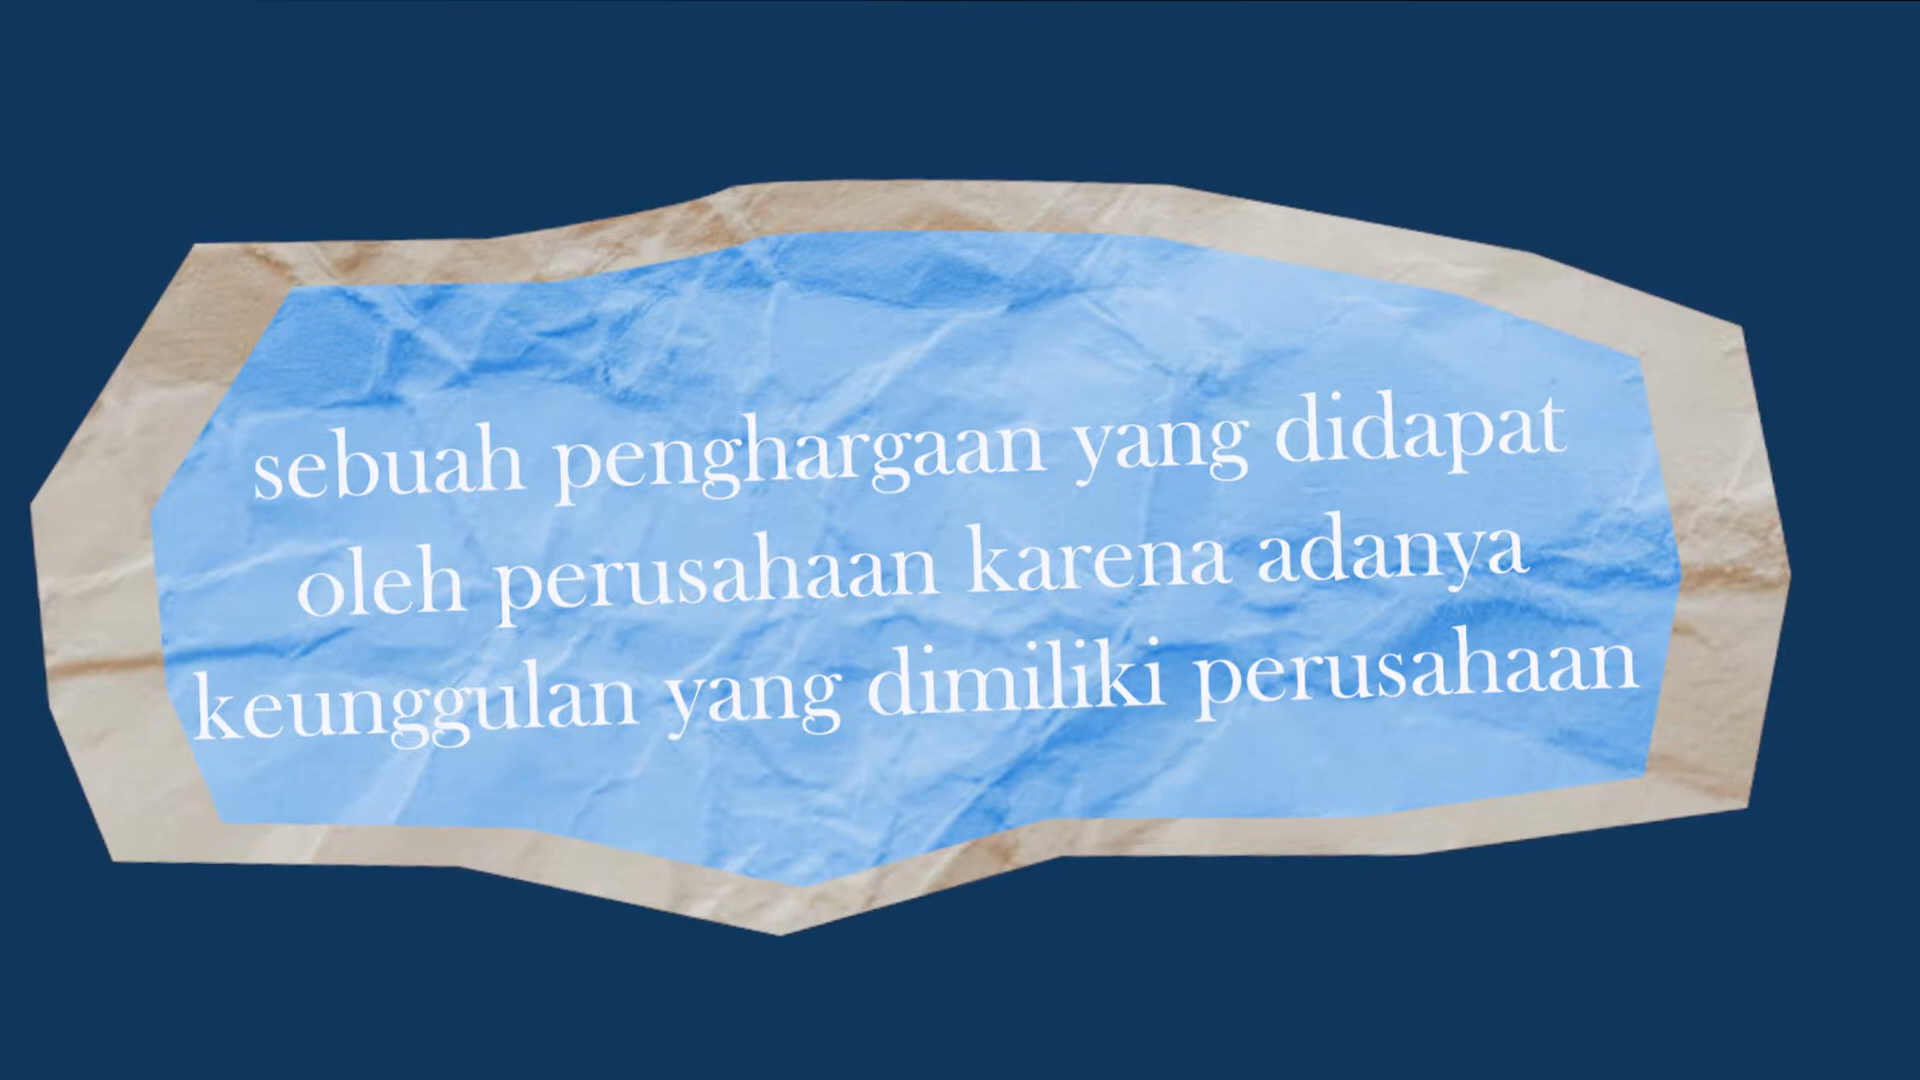 sebuah penghargaan yang didapat
oleh perusahaan karena adanya
keunggulan yang dimiliki perusahaan